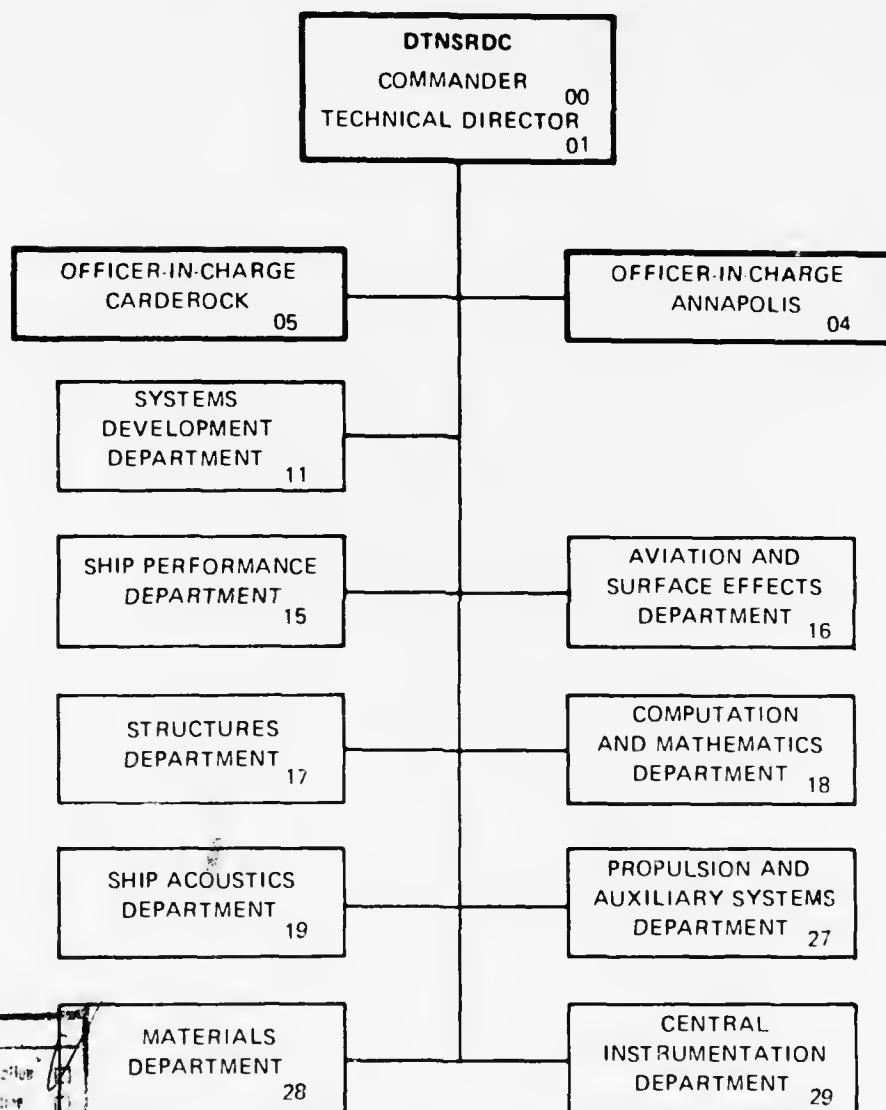 DTNSRDC
COMMANDER 00
TECHNICAL DIRECTOR 01
OFFICER-IN-CHARGE
CARDEROCK
05
OFFICER-IN-CHARGE
ANNAPOLIS
04
SYSTEMS
DEVELOPMENT
DEPARTMENT
11
SHIP PERFORMANCE
DEPARTMENT
15
AVIATION AND
SURFACE EFFECTS
DEPARTMENT
16
STRUCTURES
DEPARTMENT
17
COMPUTATION
AND MATHEMATICS
DEPARTMENT
18
SHIP ACOUSTICS
DEPARTMENT
19
PROPULSION AND
AUXILIARY SYSTEMS
DEPARTMENT
27
MATERIALS
DEPARTMENT
28
CENTRAL
INSTRUMENTATION
DEPARTMENT
29